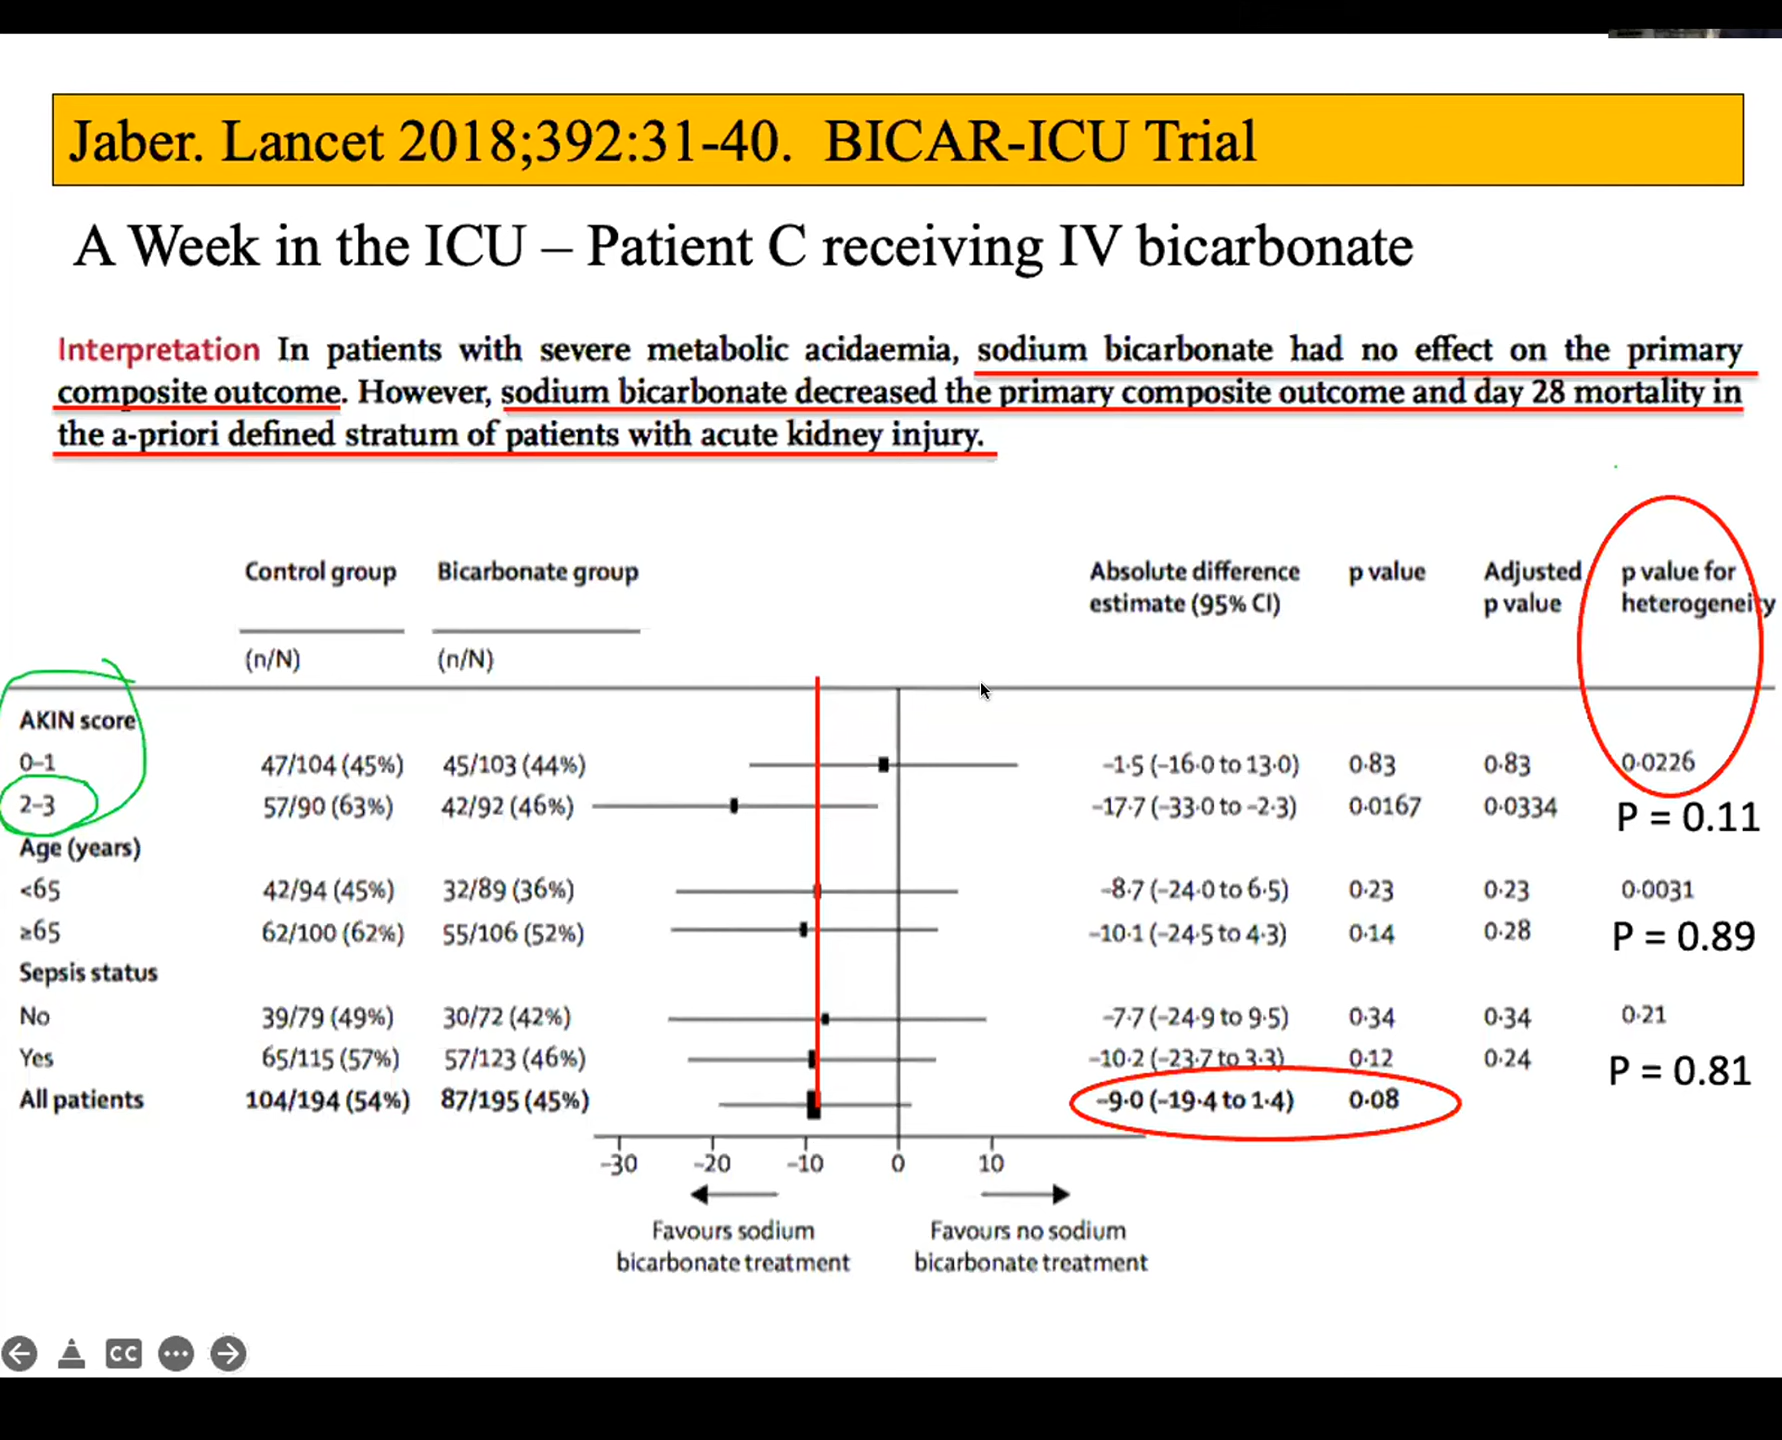 Jaber. Lancet 2018;392:31-40. BICAR-ICU Trial
A Week in the ICU – Patient C receiving IV bicarbonate
Interpretation In patients with severe metabolic acidaemia, sodium bicarbonate had no effect on the primary
composite outcome. However, sodium bicarbonate decreased the primary composite outcome and day 28 mortality in
the a-priori defined stratum of patients with acute kidney injury.
Control group Bicarbonate group Absolute difference p value Adjusted p value for
estimate (95% CI) p value heterogeneity
(n/N) (n/N)
AKIN score
0–1 47/104 (45%) 45/103 (44%) –1·5 (–16·0 to 13·0) 0·83 0·83 0·0226
2–3 57/90 (63%) 42/92 (46%) –17·7 (–33·0 to –2·3) 0·0167 0·0334 P = 0.11
Age (years)
<65 42/94 (45%) 32/89 (36%) –8·7 (–24·0 to 6·5) 0·23 0·23 0·0031
≥65 62/100 (62%) 55/106 (52%) –10·1 (–24·5 to 4·3) 0·14 0·28 P = 0.89
Sepsis status
No 39/79 (49%) 30/72 (42%) –7·7 (–24·9 to 9·5) 0·34 0·34 0·21
Yes 65/115 (57%) 57/123 (46%) –10·2 (–23·7 to 3·3) 0·12 0·24 P = 0.81
All patients 104/194 (54%) 87/195 (45%) –9·0 (–19·4 to 1·4) 0·08
–30 –20 –10 0 10
Favours sodium Favours no sodium
bicarbonate treatment bicarbonate treatment
CC